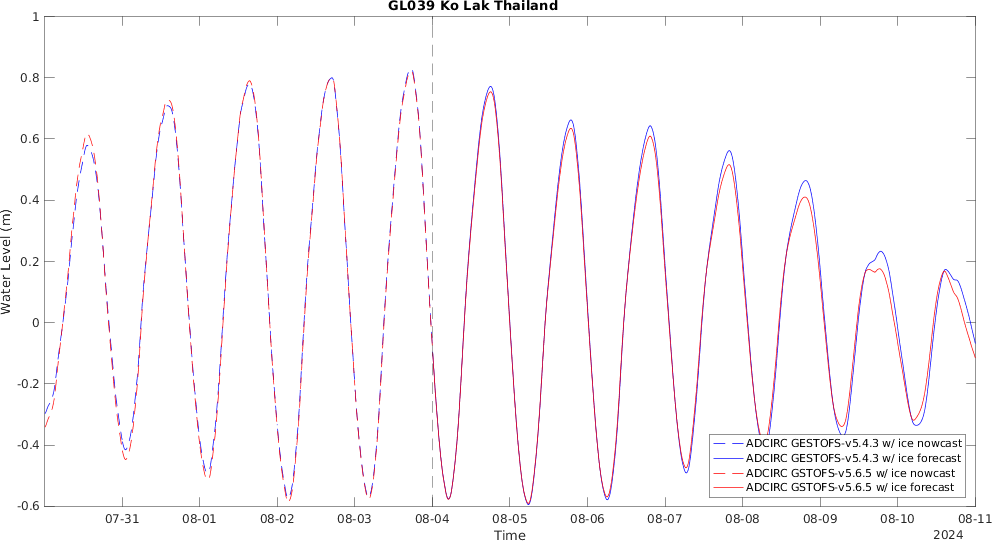 GL039 Ko Lak Thailand
1
0.8
0.6
0.4
0.2
0
-0.2
-0.4
-0.6
Water Level (m)
ADCIRC GESTOFS-v5.4.3 w/ ice nowcast
ADCIRC GESTOFS-v5.4.3 w/ ice forecast
ADCIRC GSTOFS-v5.6.5 w/ ice nowcast
ADCIRC GSTOFS-v5.6.5 w/ ice forecast
07-31 08-01 08-02 08-03 08-04 08-05 08-06 08-07 08-08 08-09 08-10 08-11
Time
2024